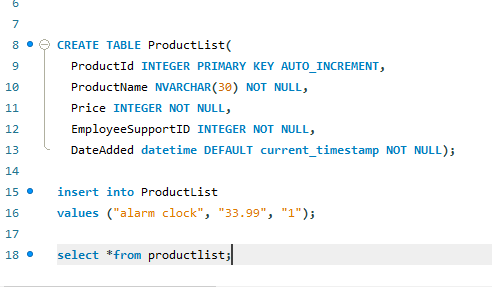 6
7
8 CREATE TABLE ProductList(
9 ProductId INTEGER PRIMARY KEY AUTO_INCREMENT,
10 ProductName NVARCHAR(30) NOT NULL,
11 Price INTEGER NOT NULL,
12 EmployeeSupportID INTEGER NOT NULL,
13 DateAdded datetime DEFAULT current_timestamp NOT NULL);
14
15 insert into ProductList
16 values ("alarm clock", "33.99", "1");
17
18 select *from productlist;